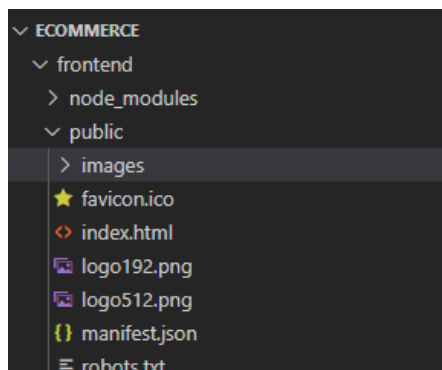 ECOMMERCE
frontend
node_modules
public
images
favicon.ico
index.html
logo192.png
logo512.png
manifest.json
robots.txt